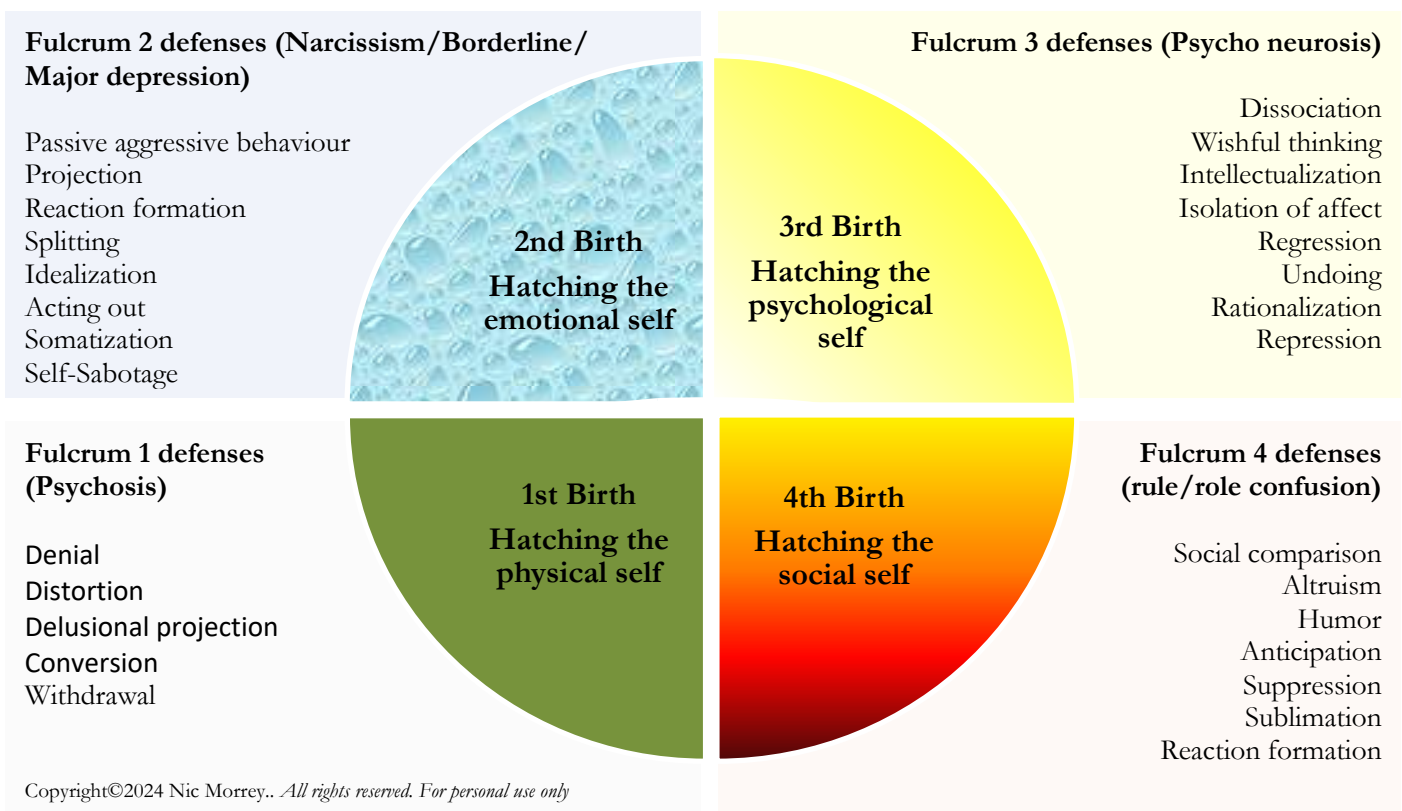 Fulcrum 2 defenses (Narcissism/Borderline/
Major depression)
Passive aggressive behaviour
Projection
Reaction formation
Splitting
Idealization
Acting out
Somatization
Self-Sabotage
2nd Birth
Hatching the
emotional self
Fulcrum 3 defenses (Psycho neurosis)
Dissociation
Wishful thinking
Intellectualization
Isolation of affect
Regression
Undoing
Rationalization
Repression
3rd Birth
Hatching the
psychological
self
Fulcrum 1 defenses
(Psychosis)
Denial
Distortion
Delusional projection
Conversion
Withdrawal
1st Birth
Hatching the
physical self
4th Birth
Hatching the
social self
Fulcrum 4 defenses
(rule/role confusion)
Social comparison
Altruism
Humor
Anticipation
Suppression
Sublimation
Reaction formation
Copyright©2024 Nic Morrey.. All rights reserved. For personal use only